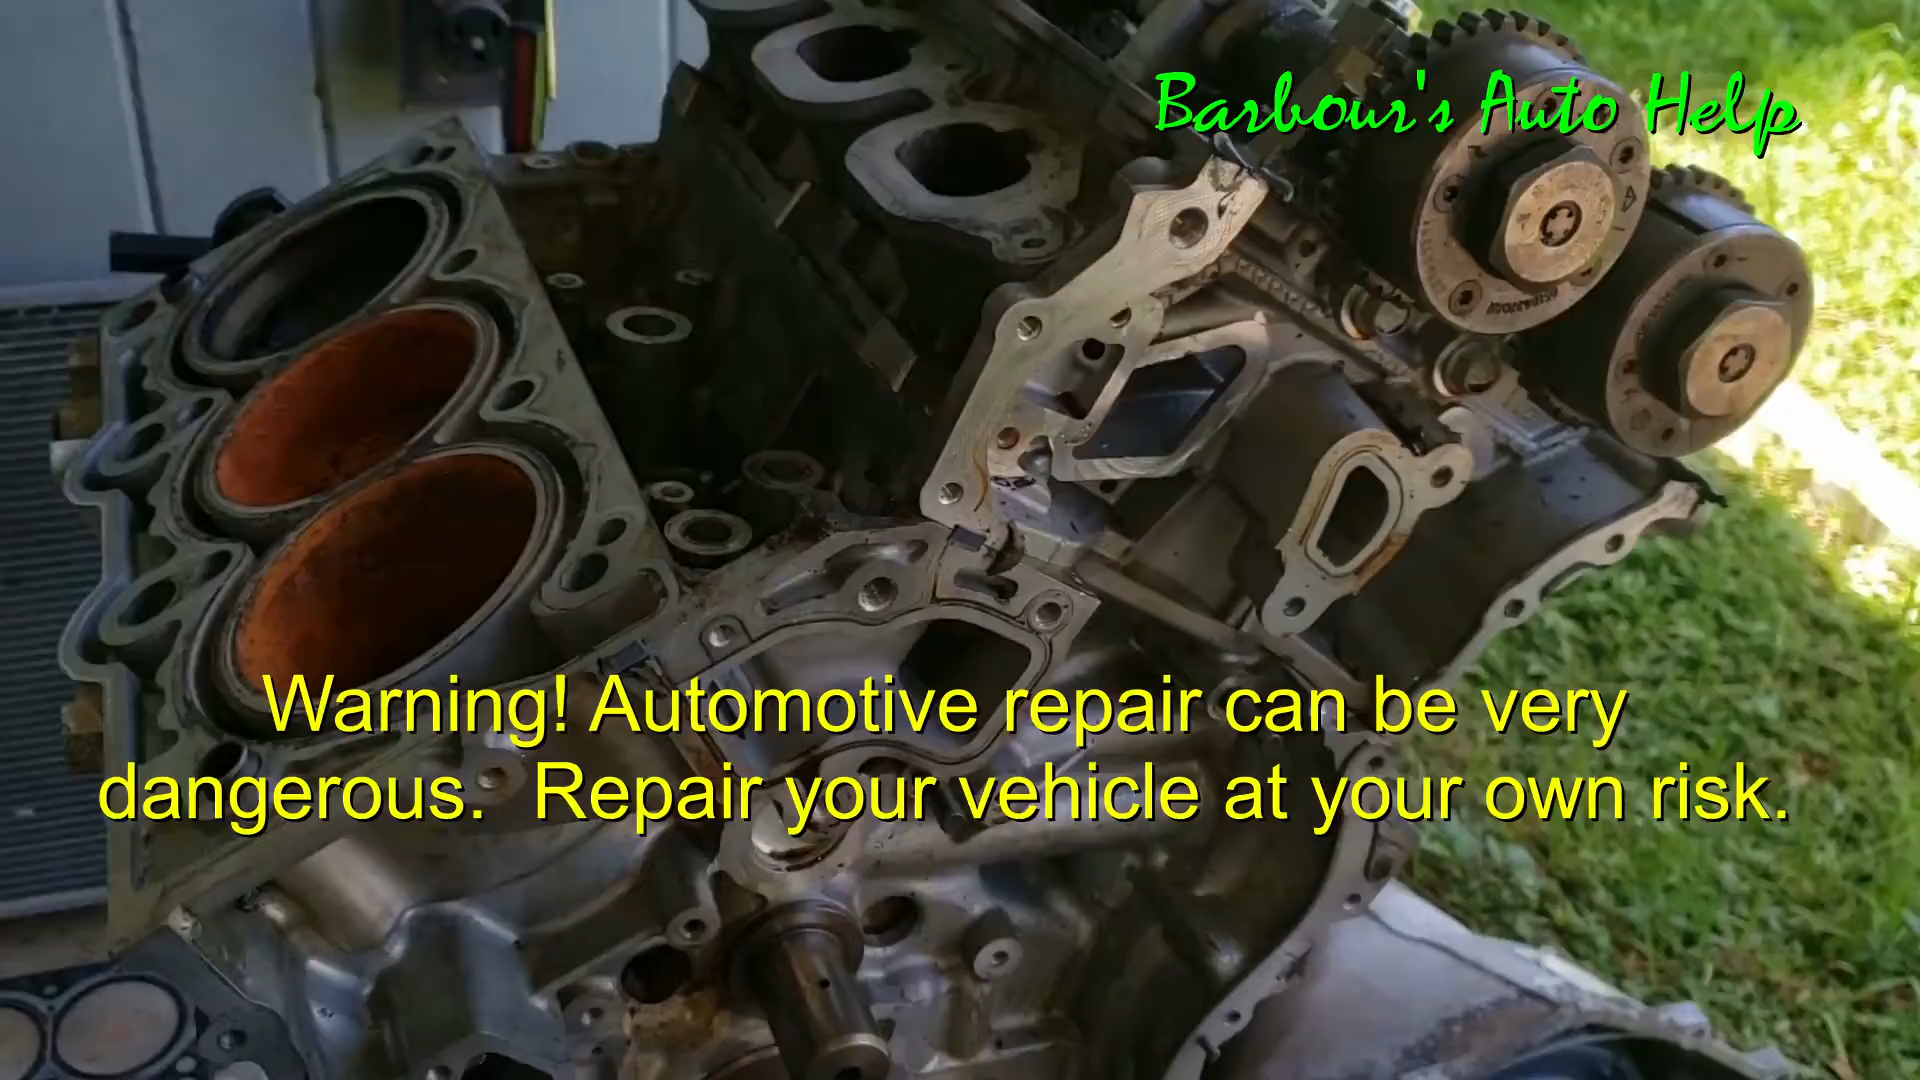 Barbour's Auto Help
Warning! Automotive repair can be very
dangerous.  Repair your vehicle at your own risk.